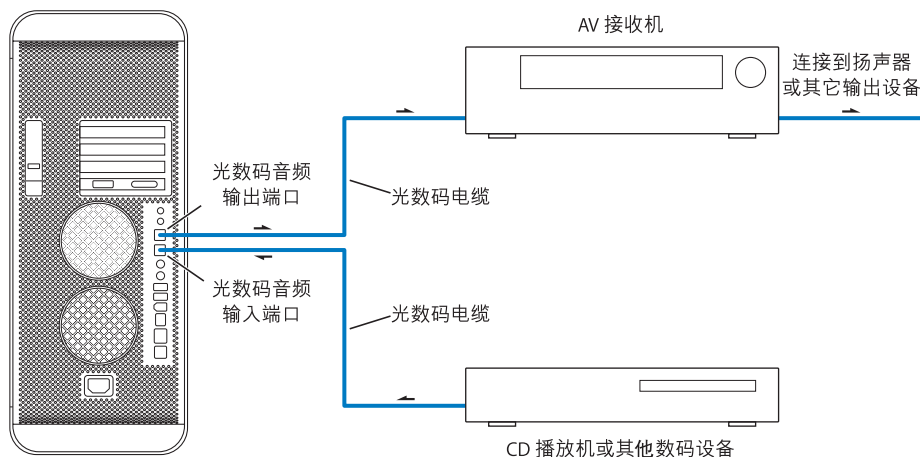 AV 接收机
连接到扬声器
或其它输出设备
光数码音频
输出端口
光数码电缆
光数码音频
输入端口
光数码电缆
CD 播放机或其他数码设备